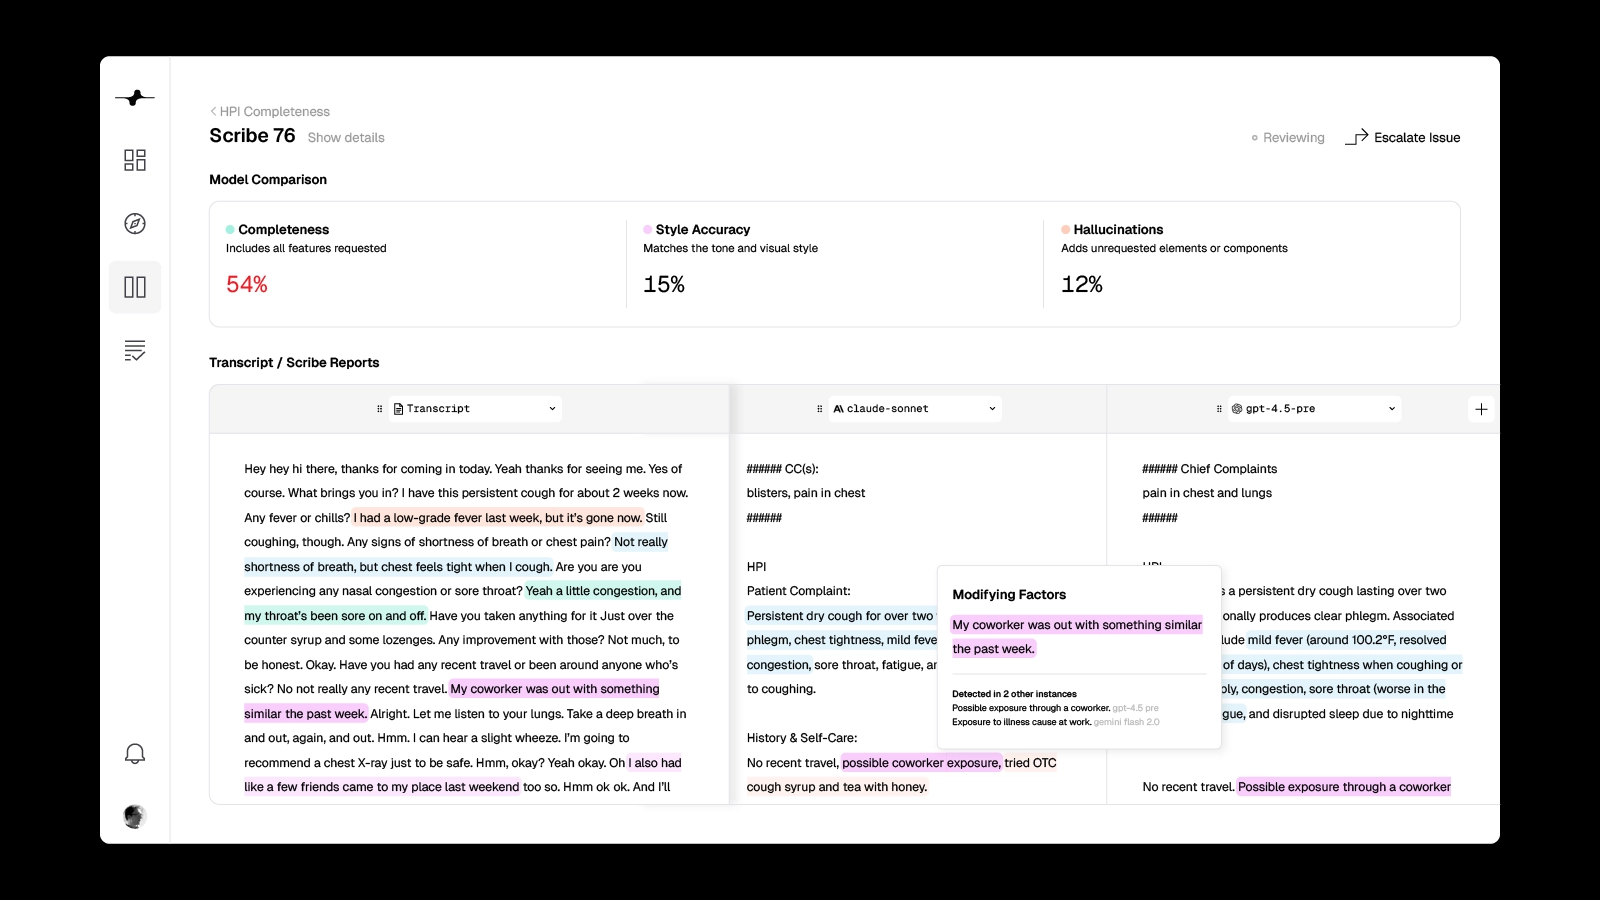 HPI Completeness
Scribe 76 Show details
Reviewing
Escalate Issue
Model Comparison
Completeness
Includes all features requested
54%
Style Accuracy
Matches the tone and visual style
15%
Hallucinations
Adds unrequested elements or components
12%
Transcript / Scribe Reports
Transcript
Hey hey hi there, thanks for coming in today. Yeah thanks for seeing me. Yes of
course. What brings you in? I have this persistent cough for about 2 weeks now.
Any fever or chills? I had a low-grade fever last week, but it's gone now. Still
coughing, though. Any signs of shortness of breath or chest pain? Not really
shortness of breath, but chest feels tight when I cough. Are you are you
experiencing any nasal congestion or sore throat? Yeah a little congestion, and
my throat's been sore on and off. Have you taken anything for it Just over the
counter syrup and some lozenges. Any improvement with those? Not much, to
be honest. Okay. Have you had any recent travel or been around anyone who's
sick? No not really any recent travel. My coworker was out with something
similar the past week. Alright. Let me listen to your lungs. Take a deep breath in
and out, again, and out. Hmm. I can hear a slight wheeze. I'm going to
recommend a chest X-ray just to be safe. Hmm, okay? Yeah okay. Oh I also had
like a few friends came to my place last weekend too so. Hmm ok ok. And I'll
claude-sonnet
###### CC(s):
blisters, pain in chest
######
HPI
Patient Complaint:
Persistent dry cough for over two
phlegm, chest tightness, mild feve
congestion, sore throat, fatigue, ar
to coughing.
History & Self-Care:
No recent travel, possible coworker exposure, tried OTC
cough syrup and tea with honey.
Modifying Factors
My coworker was out with something similar
the past week.
Detected in 2 other instances
Possible exposure through a coworker. gpt-4.5 pre
Exposure to illness cause at work. gemini flash 2.0
gpt-4.5-pre
###### Chief Complaints
pain in chest and lungs
######
HPI
s a persistent dry cough lasting over two
onally produces clear phlegm. Associated
lude mild fever (around 100.2°F, resolved
of days), chest tightness when coughing or
ply, congestion, sore throat (worse in the
gue, and disrupted sleep due to nighttime
No recent travel. Possible exposure through a coworker